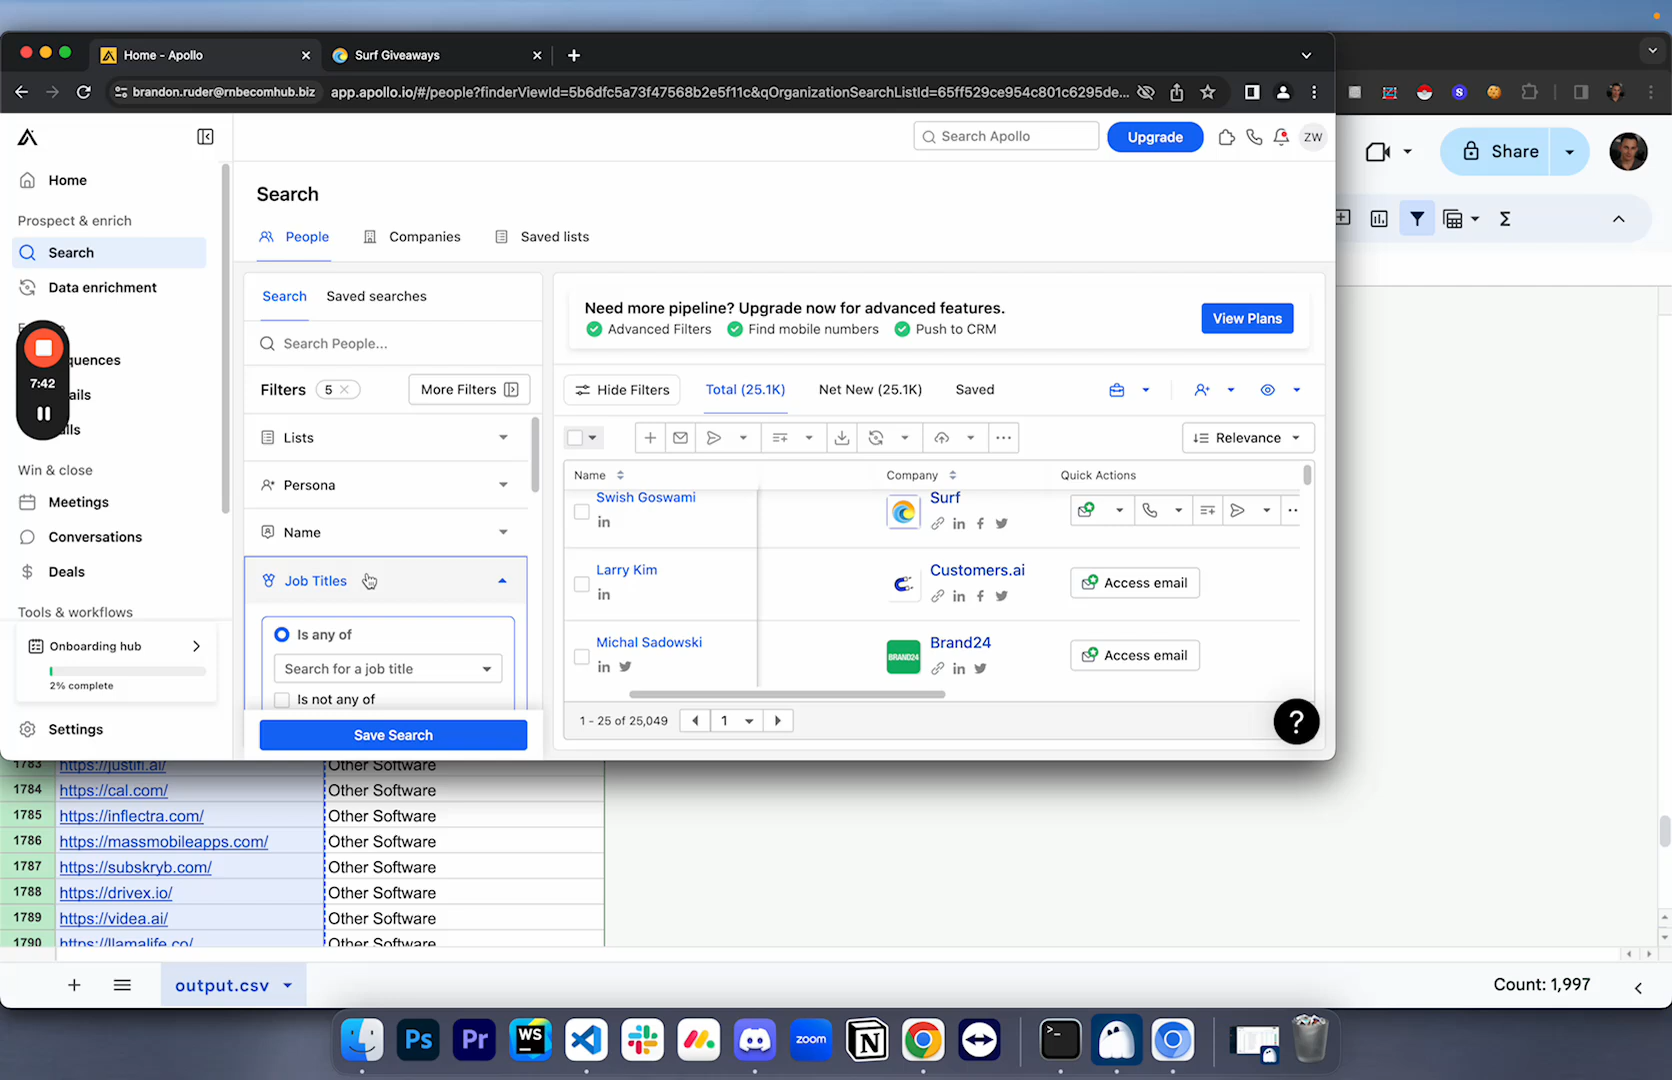 Home - Apollo
Surf Giveaways
brandon.ruder@rnbecomhub.biz
app.apollo.io/#/people?finderViewId=5b6dfc5a73f47568b2e5f11c&qOrganizationSearchListId=65ff529ce954c801c6295de...
Search Apollo
Upgrade
ZW
Share
Home
Prospect & enrich
Search
Data enrichment
7:42
quences
ails
lls
Win & close
Meetings
Conversations
Deals
Tools & workflows
Onboarding hub
2% complete
Settings
Search
People
Companies
Saved lists
Search
Saved searches
Search People...
Filters
5
More Filters
Lists
Persona
Name
Job Titles
Is any of
Search for a job title
Is not any of
Save Search
Need more pipeline? Upgrade now for advanced features.
Advanced Filters
Find mobile numbers
Push to CRM
View Plans
Hide Filters
Total (25.1K)
Net New (25.1K)
Saved
Relevance
Name
Company
Quick Actions
Swish Goswami
Surf
Larry Kim
Customers.ai
Access email
Michal Sadowski
BRAND24
Brand24
Access email
1 - 25 of 25,049
1
?
1783 https://justifi.ai/ Other Software
1784 https://cal.com/ Other Software
1785 https://inflectra.com/ Other Software
1786 https://massmobileapps.com/ Other Software
1787 https://subskryb.com/ Other Software
1788 https://drivex.io/ Other Software
1789 https://videa.ai/ Other Software
1790 https://llamalife.co/ Other Software
output.csv
Count: 1,997
Ps
Pr
WS
zoom